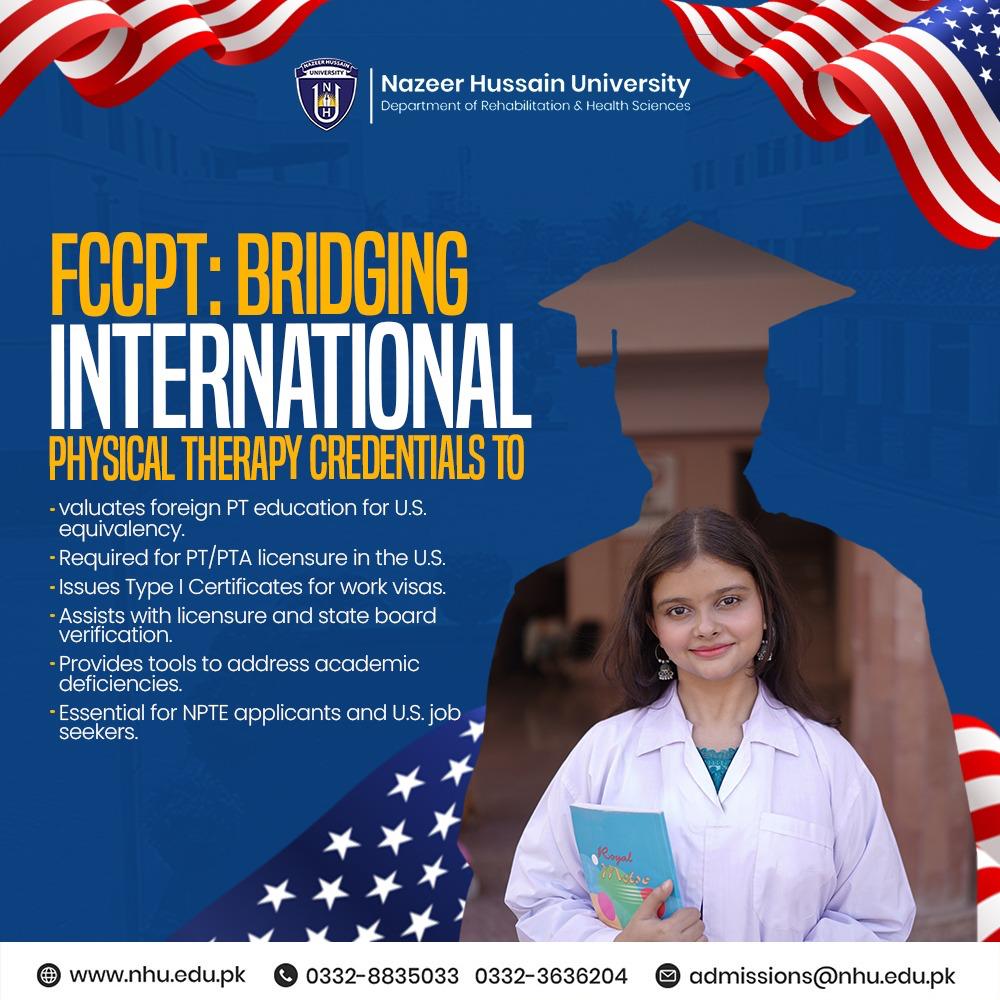 NAZEER HUSSAIN
UNIVERSITY
N
U
H
Nazeer Hussain University
Department of Rehabilitation & Health Sciences
FCCPT: BRIDGING
INTERNATIONAL
PHYSICAL THERAPY CREDENTIALS TO
- valuates foreign PT education for U.S.
equivalency.
- Required for PT/PTA licensure in the U.S.
- Issues Type I Certificates for work visas.
- Assists with licensure and state board
verification.
- Provides tools to address academic
deficiencies.
- Essential for NPTE applicants and U.S. job
seekers.
Royal
www.nhu.edu.pk 0332-8835033 0332-3636204 admissions@nhu.edu.pk